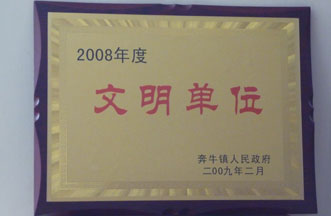 2008年度
文明单位
奔牛镇人民政府
二00九年二月